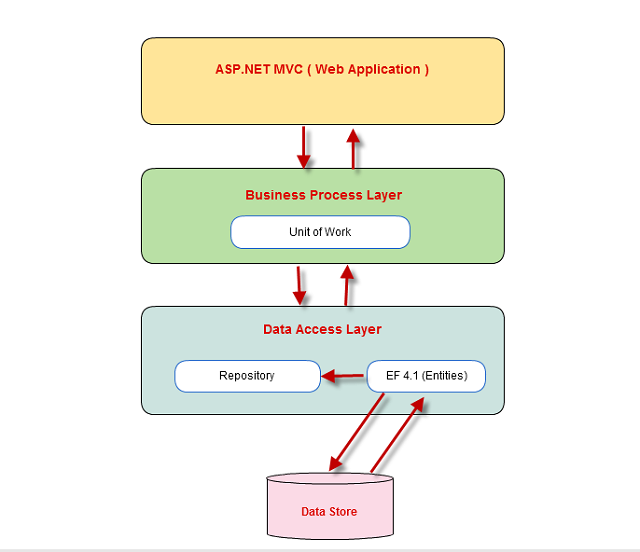 ASP.NET MVC ( Web Application )
Business Process Layer
Unit of Work
Data Access Layer
Repository
EF 4.1 (Entities)
Data Store